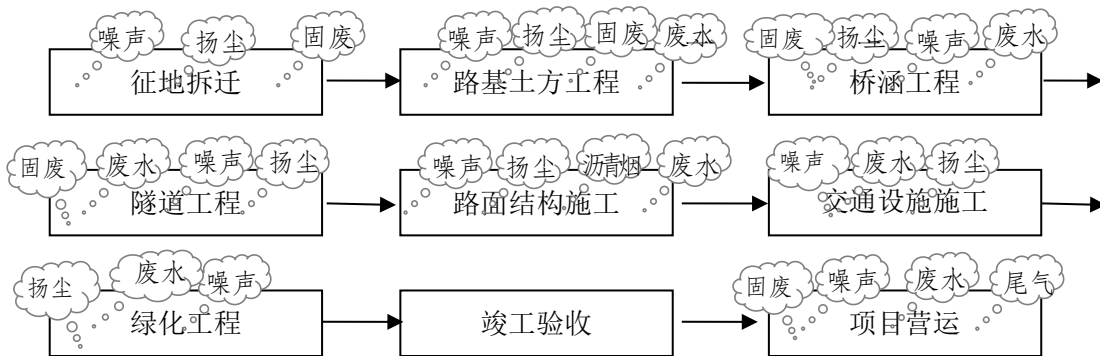 噪声 扬尘 固废 噪声 扬尘 固废 废水 固废 扬尘 噪声 废水
征地拆迁 路基土方工程 桥涵工程
固废 废水 噪声 扬尘 噪声 扬尘 沥青烟 废水 噪声 废水 扬尘
隧道工程 路面结构施工 交通设施施工
扬尘 废水 噪声 固废 噪声 废水 尾气
绿化工程 竣工验收 项目营运